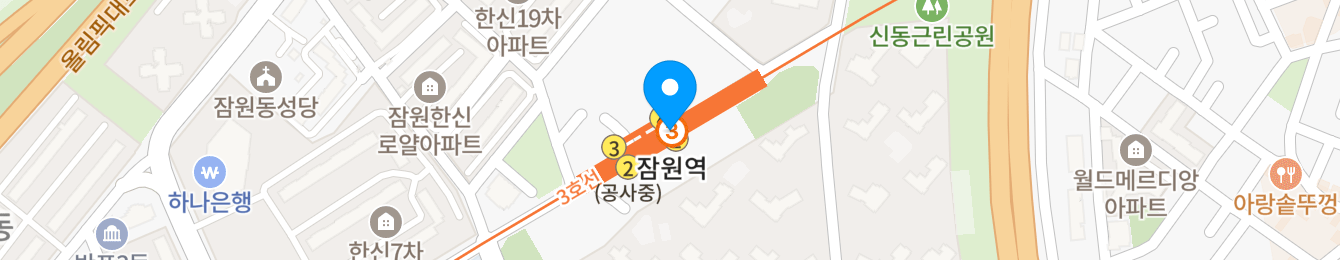 올림픽대로
한신19차
아파트
신동근린공원
잠원동성당
잠원한신
로얄아파트
3
3
2
잠원역
(공사중)
3호선
하나은행
월드메르디앙
아파트
아랑솥뚜껑
동
한신7차